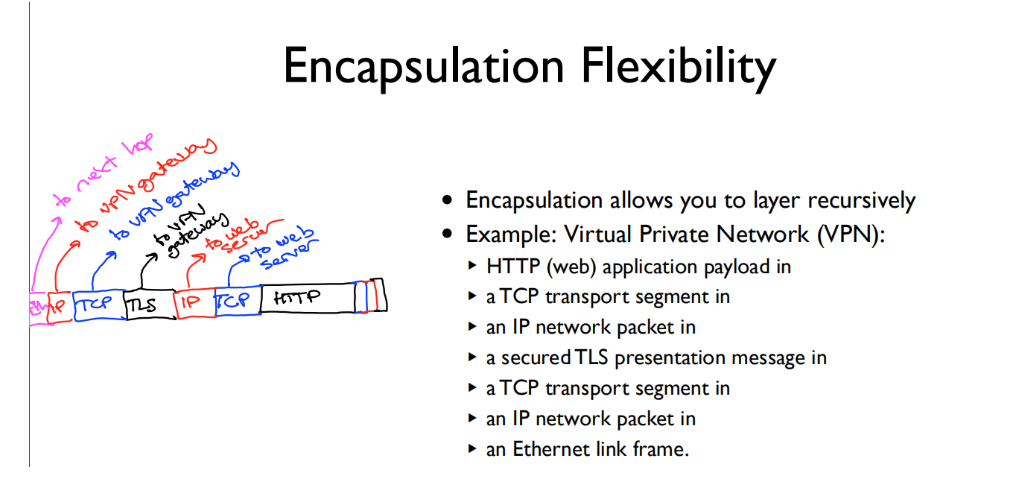 Encapsulation Flexibility
to next hop
to VPN gateway
to VPN gateway
to VPN
gateway
to web
server
to web
server
Eth IP TCP TLS IP TCP HTTP
• Encapsulation allows you to layer recursively
• Example: Virtual Private Network (VPN):
‣ HTTP (web) application payload in
‣ a TCP transport segment in
‣ an IP network packet in
‣ a secured TLS presentation message in
‣ a TCP transport segment in
‣ an IP network packet in
‣ an Ethernet link frame.